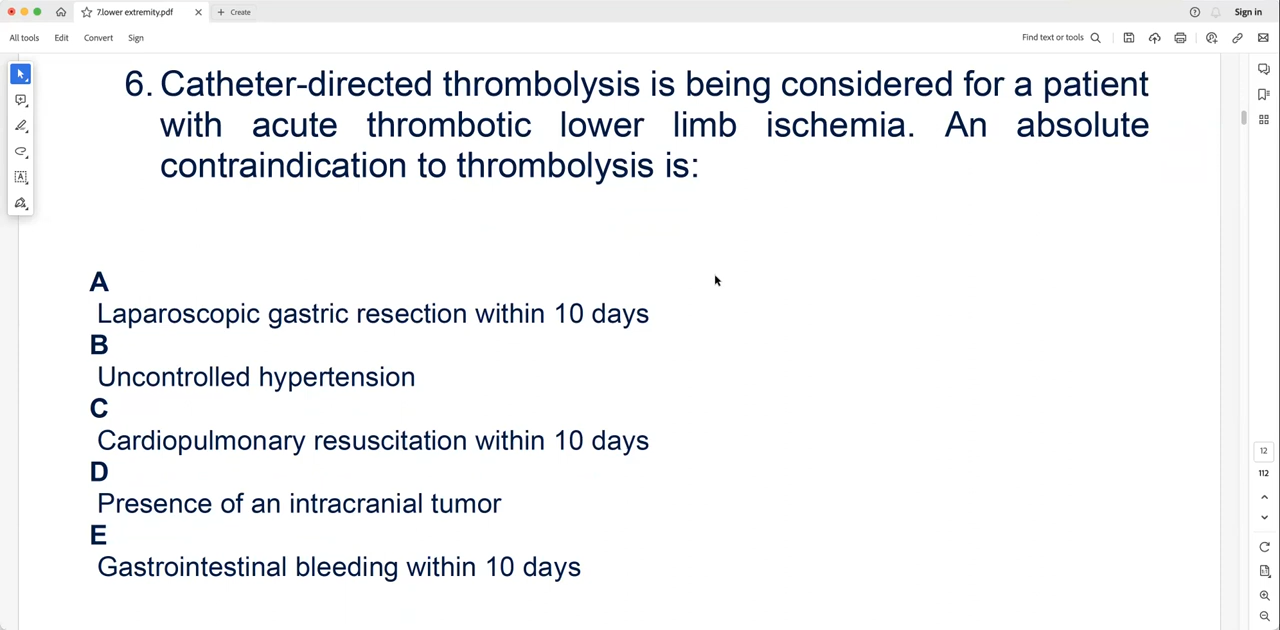 7.lower extremity.pdf
Create
Sign in
All tools
Edit
Convert
Sign
Find text or tools
6. Catheter-directed thrombolysis is being considered for a patient
with acute thrombotic lower limb ischemia. An absolute
contraindication to thrombolysis is:
A
Laparoscopic gastric resection within 10 days
B
Uncontrolled hypertension
C
Cardiopulmonary resuscitation within 10 days
D
Presence of an intracranial tumor
E
Gastrointestinal bleeding within 10 days
12
112